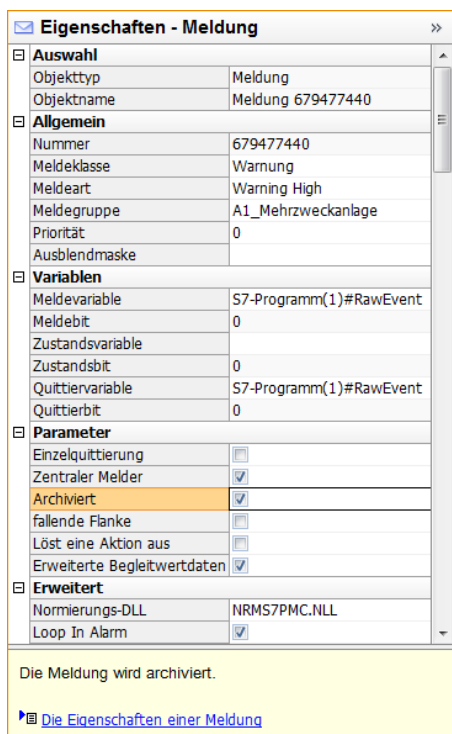 Eigenschaften - Meldung
Auswahl
Objekttyp Meldung
Objektname Meldung 679477440
Allgemein
Nummer 679477440
Meldeklasse Warnung
Meldeart Warning High
Meldegruppe A1_Mehrzweckanlage
Priorität 0
Ausblendmaske
Variablen
Meldevariable S7-Programm(1)#RawEvent
Meldebit 0
Zustandsvariable
Zustandsbit 0
Quittiervariable S7-Programm(1)#RawEvent
Quittierbit 0
Parameter
Einzelquittierung
Zentraler Melder
Archiviert
fallende Flanke
Löst eine Aktion aus
Erweiterte Begleitwertdaten
Erweitert
Normierungs-DLL NRMS7PMC.NLL
Loop In Alarm
Die Meldung wird archiviert.
Die Eigenschaften einer Meldung